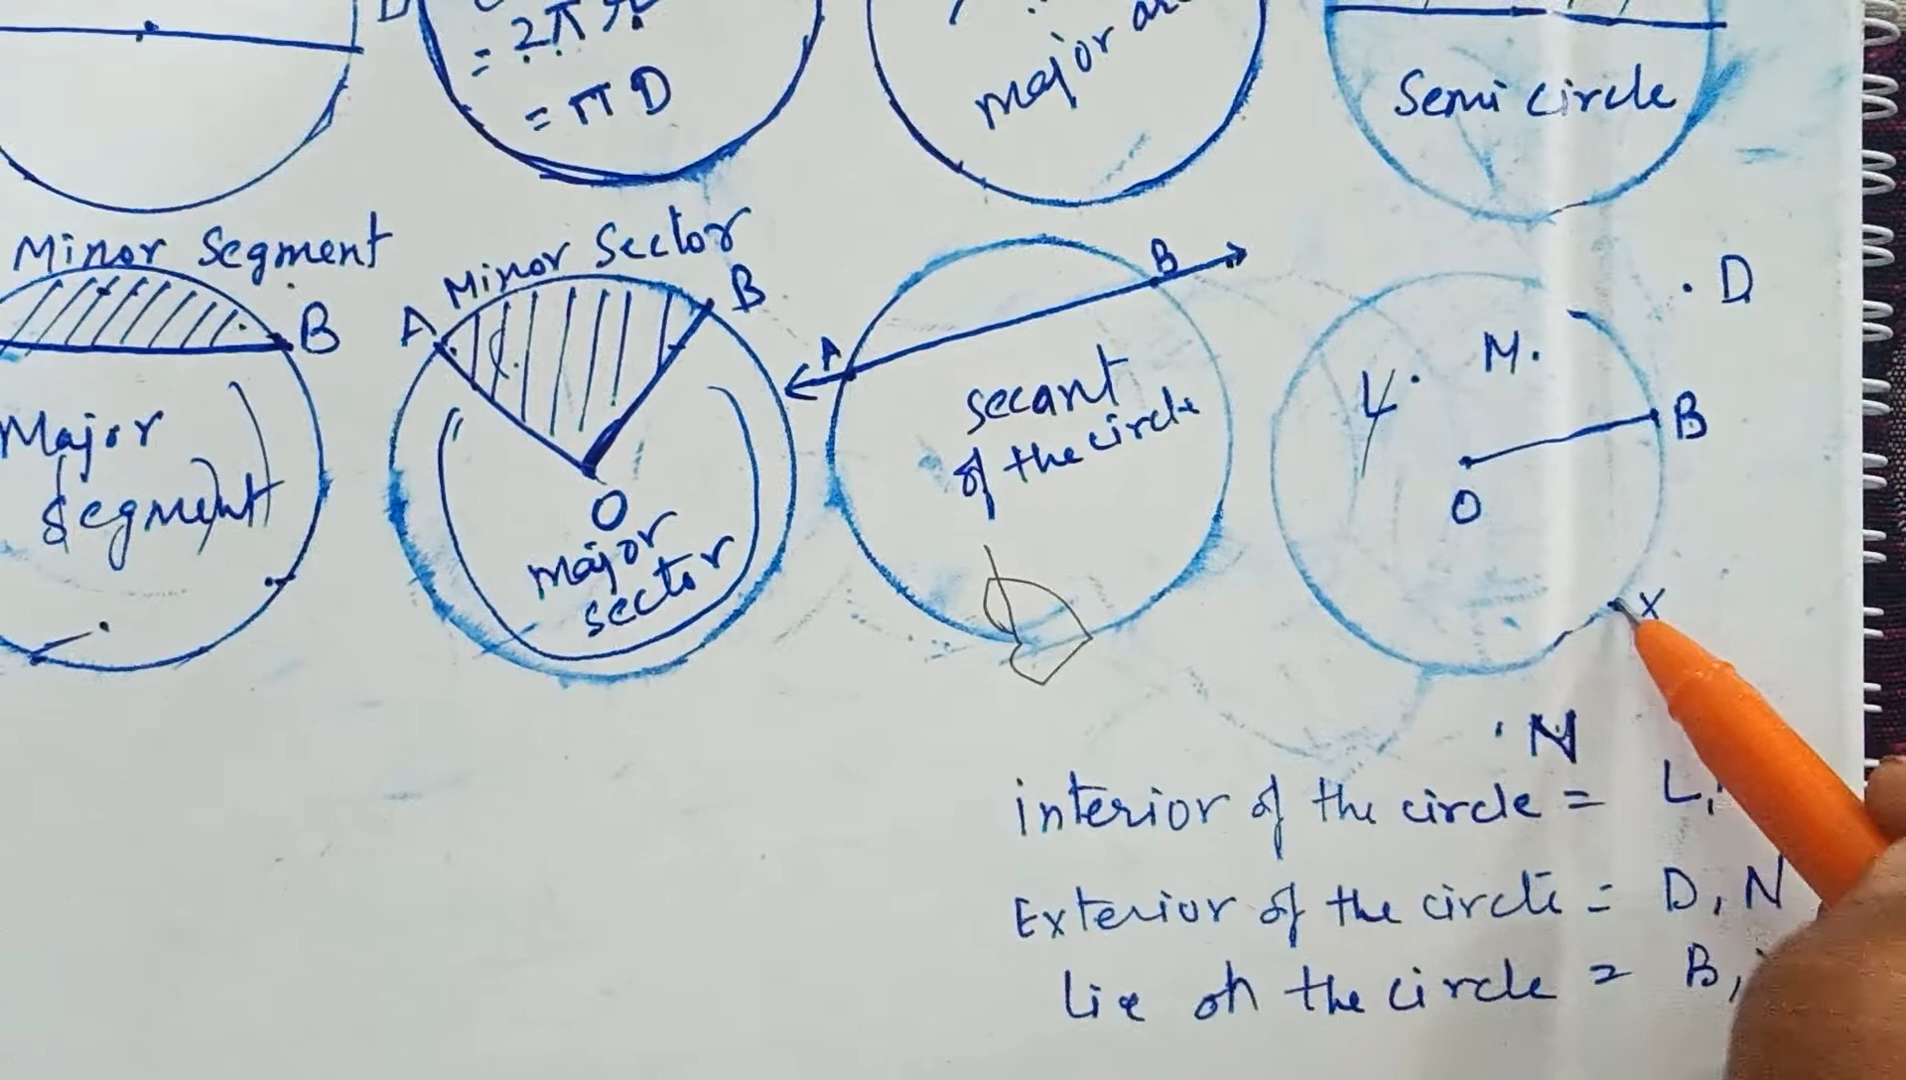 = 2π r
= π D
major
Semi circle
Minor Segment
B
Major
segment
Minor Sector
A
B
O
major
sector
A
B
secant
of the circle
D
M
L
B
O
X
N
interior of the circle = L,
Exterior of the circle = D, N
lie on the circle = B,